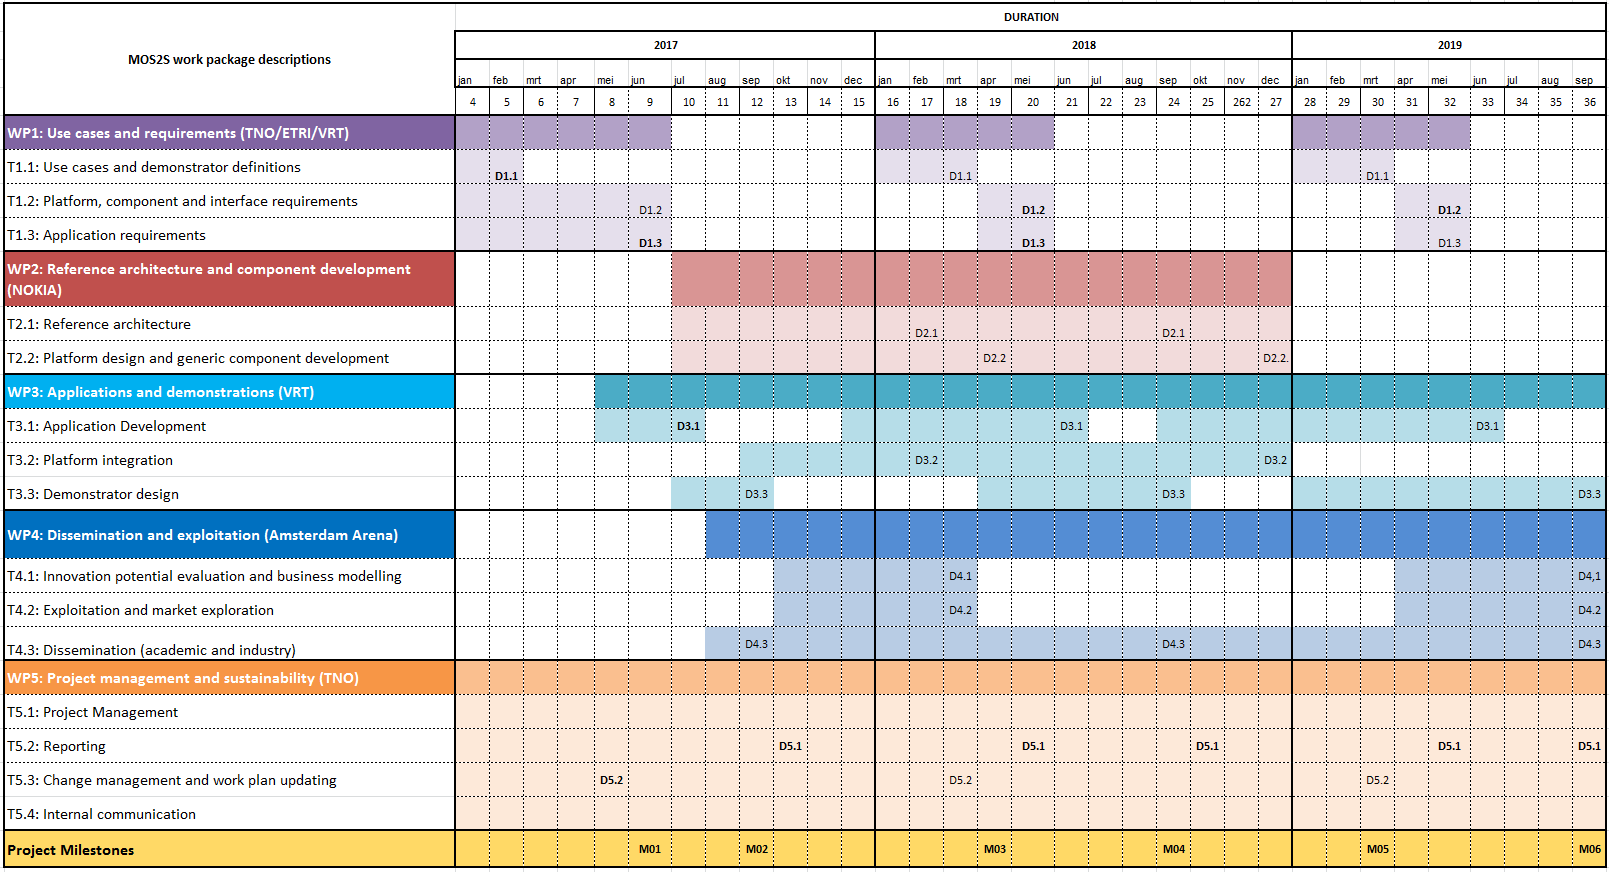 DURATION
MOS2S work package descriptions
2017 2018 2019
jan feb mrt apr mei jun jul aug sep okt nov dec jan feb mrt apr mei jun jul aug sep okt nov dec jan feb mrt apr mei jun jul aug sep
4 5 6 7 8 9 10 11 12 13 14 15 16 17 18 19 20 21 22 23 24 25 262 27 28 29 30 31 32 33 34 35 36
WP1: Use cases and requirements (TNO/ETRI/VRT)
T1.1: Use cases and demonstrator definitions D1.1 D1.1 D1.1
T1.2: Platform, component and interface requirements D1.2 D1.2 D1.2
T1.3: Application requirements D1.3 D1.3 D1.3
WP2: Reference architecture and component development
(NOKIA)
T2.1: Reference architecture D2.1 D2.1
T2.2: Platform design and generic component development D2.2 D2.2.
WP3: Applications and demonstrations (VRT)
T3.1: Application Development D3.1 D3.1 D3.1
T3.2: Platform integration D3.2 D3.2
T3.3: Demonstrator design D3.3 D3.3 D3.3
WP4: Dissemination and exploitation (Amsterdam Arena)
T4.1: Innovation potential evaluation and business modelling D4.1 D4,1
T4.2: Exploitation and market exploration D4.2 D4.2
T4.3: Dissemination (academic and industry) D4.3 D4.3 D4.3
WP5: Project management and sustainability (TNO)
T5.1: Project Management
T5.2: Reporting D5.1 D5.1 D5.1 D5.1 D5.1
T5.3: Change management and work plan updating D5.2 D5.2 D5.2
T5.4: Internal communication
Project Milestones M01 M02 M03 M04 M05 M06